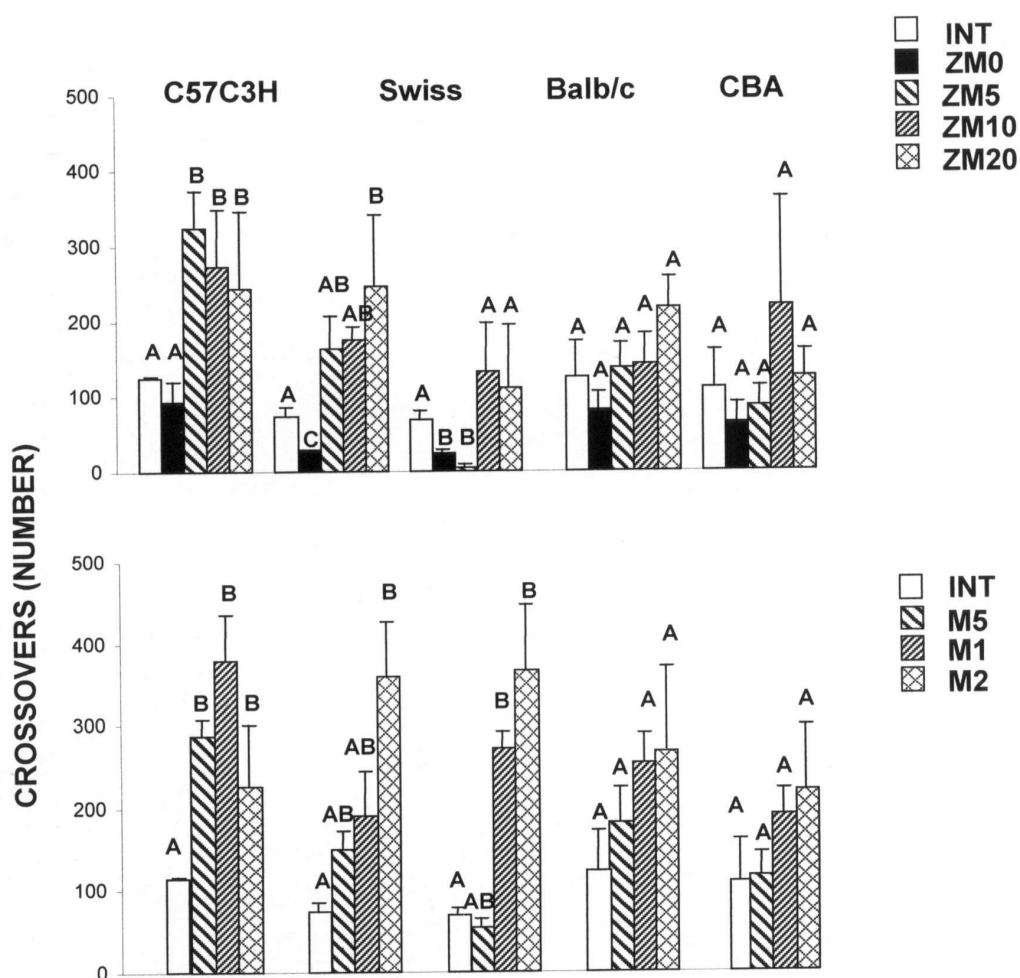 INT
ZM0
ZM5
ZM10
ZM20
C57C3H Swiss Balb/c CBA
500
400
300
200
100
0
A A B B B
A C AB AB B
A B B A A
A A A A A
A A A A A
CROSSOVERS (NUMBER)
INT
M5
M1
M2
500
400
300
200
100
0
A B B B
A AB AB B
A AB B B
A A A A
A A A A